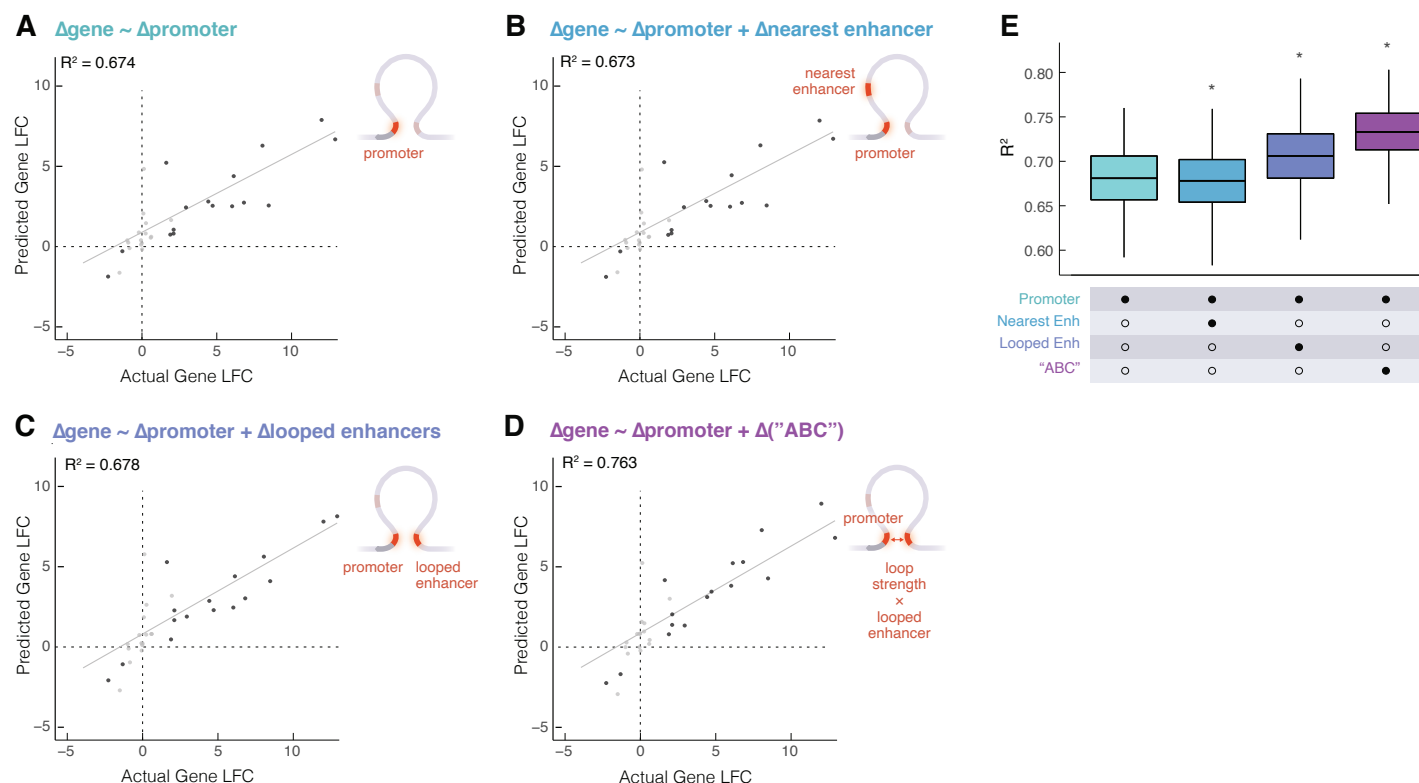 A Δgene ~ Δpromoter
R² = 0.674
10
5
0
−5
−5 0 5 10
Predicted Gene LFC
Actual Gene LFC
promoter
B Δgene ~ Δpromoter + Δnearest enhancer
R² = 0.673
10
5
0
−5
−5 0 5 10
Predicted Gene LFC
Actual Gene LFC
nearest
enhancer
promoter
E
*
*
*
0.80
0.75
0.70
0.65
0.60
R²
Promoter
Nearest Enh
Looped Enh
“ABC”
C Δgene ~ Δpromoter + Δlooped enhancers
R² = 0.678
10
5
0
−5
−5 0 5 10
Predicted Gene LFC
Actual Gene LFC
promoter
looped
enhancer
D Δgene ~ Δpromoter + Δ(”ABC”)
R² = 0.763
10
5
0
−5
−5 0 5 10
Predicted Gene LFC
Actual Gene LFC
promoter
loop
strength
×
looped
enhancer